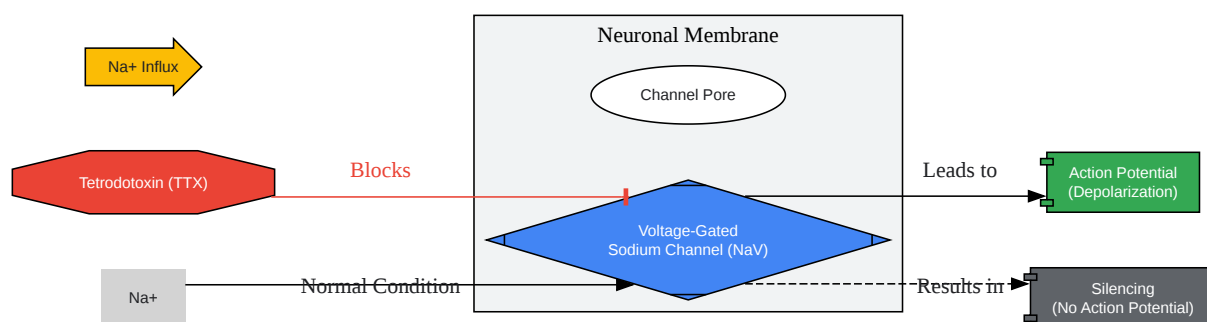 Neuronal Membrane
Na+ Influx
Channel Pore
Tetrodotoxin (TTX)
Blocks
Leads to
Action Potential
(Depolarization)
Voltage-Gated
Sodium Channel (NaV)
Na+
Normal Condition
Results in
Silencing
(No Action Potential)